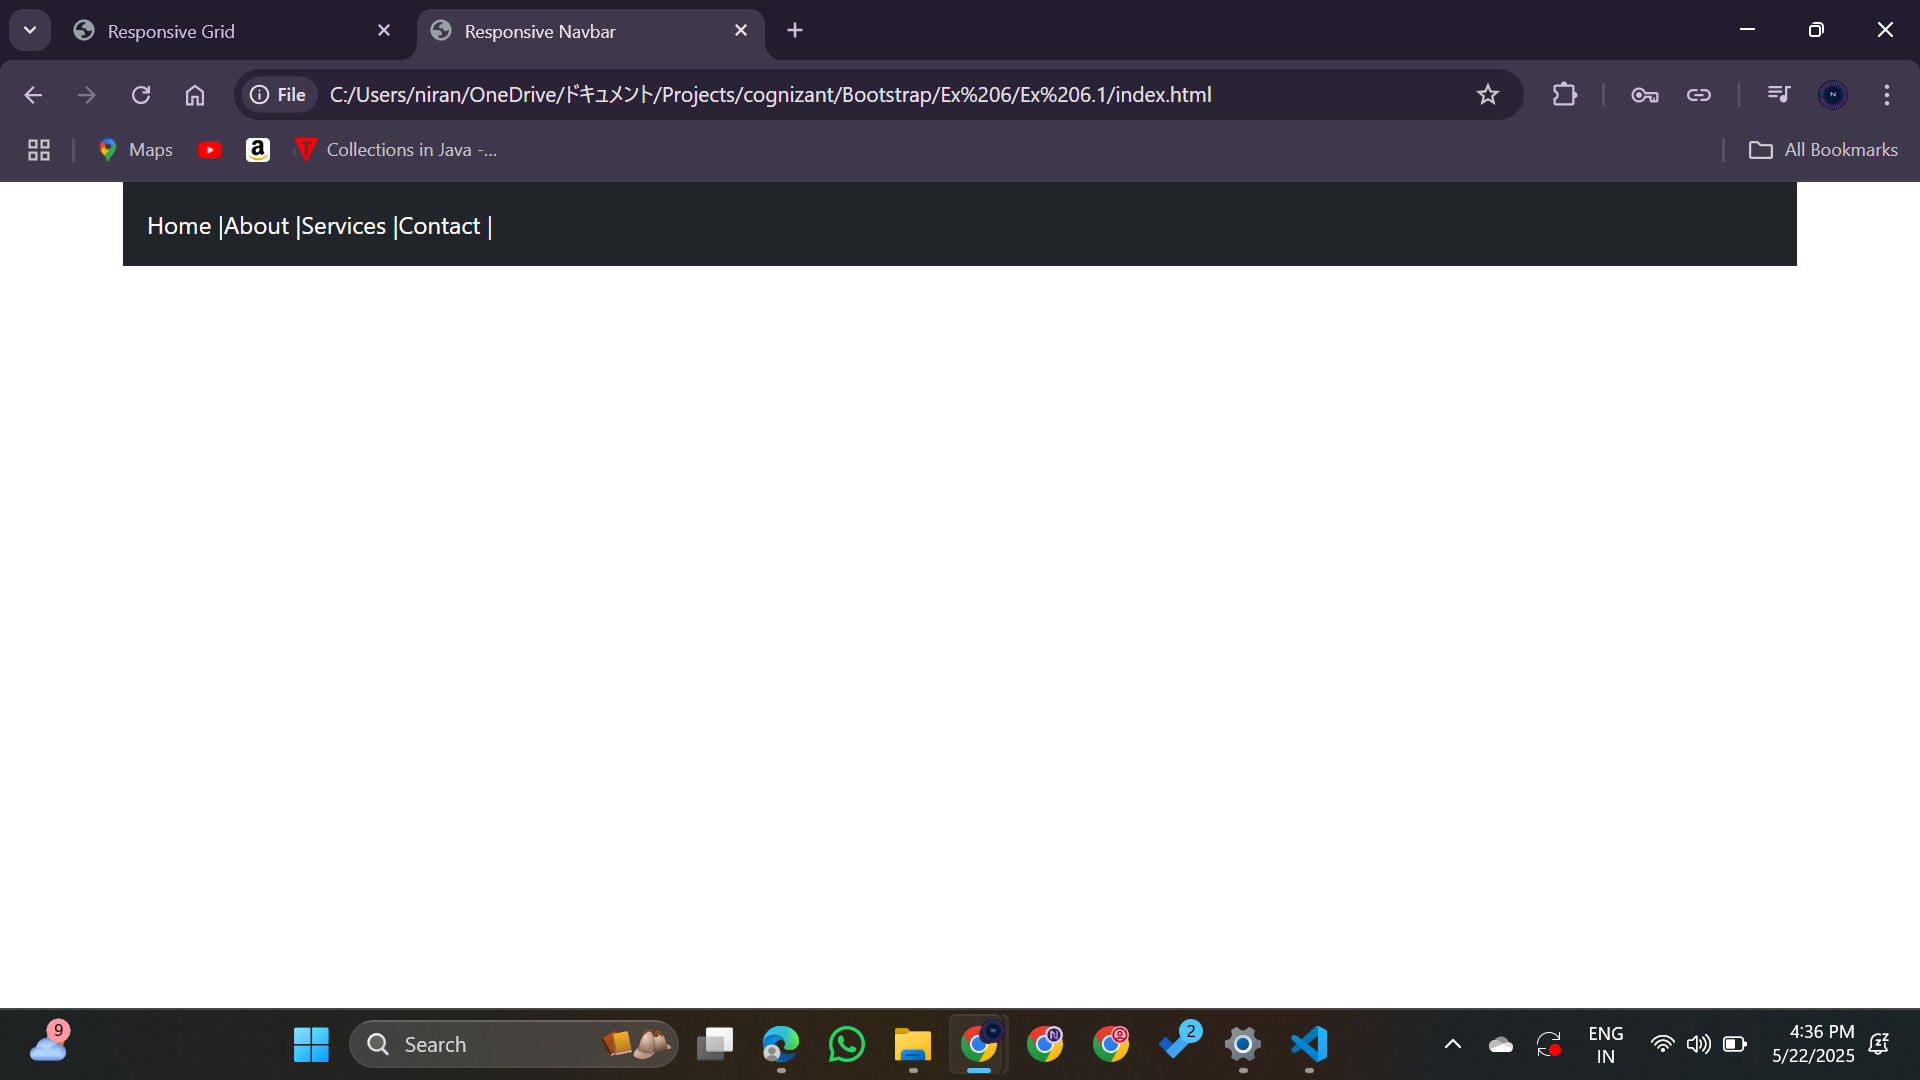 Responsive Grid
Responsive Navbar
File
C:/Users/niran/OneDrive/ドキュメント/Projects/cognizant/Bootstrap/Ex%206/Ex%206.1/index.html
Maps
Collections in Java -...
All Bookmarks
Home |About |Services |Contact |
9
Search
2
ENG
IN
4:36 PM
5/22/2025